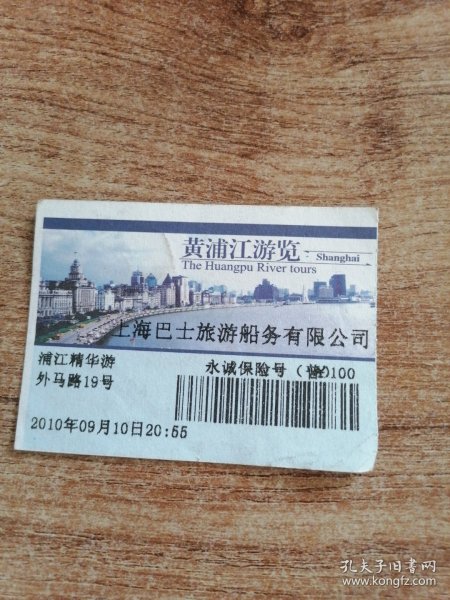 黄浦江游览 Shanghai
The Huangpu River tours
上海巴士旅游船务有限公司
浦江精华游
永诚保险号 100
外马路19号
2010年09月10日20:55
孔夫子旧书网
www.kongfz.com